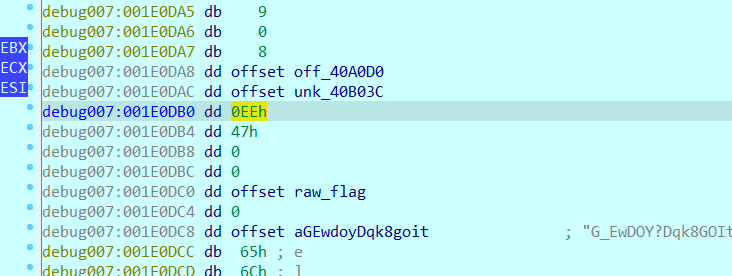 debug007:001E0DA5 db 9
debug007:001E0DA6 db 0
debug007:001E0DA7 db 8
EBX
ECX
ESI
debug007:001E0DA8 dd offset off_40A0D0
debug007:001E0DAC dd offset unk_40B03C
debug007:001E0DB0 dd 0EEh
debug007:001E0DB4 dd 47h
debug007:001E0DB8 dd 0
debug007:001E0DBC dd 0
debug007:001E0DC0 dd offset raw_flag
debug007:001E0DC4 dd 0
debug007:001E0DC8 dd offset aGEwdoyDqk8goit ; "G_EwDOY?Dqk8GOIt
debug007:001E0DCC db 65h ; e
debug007:001E0DCD db 6Ch ; l